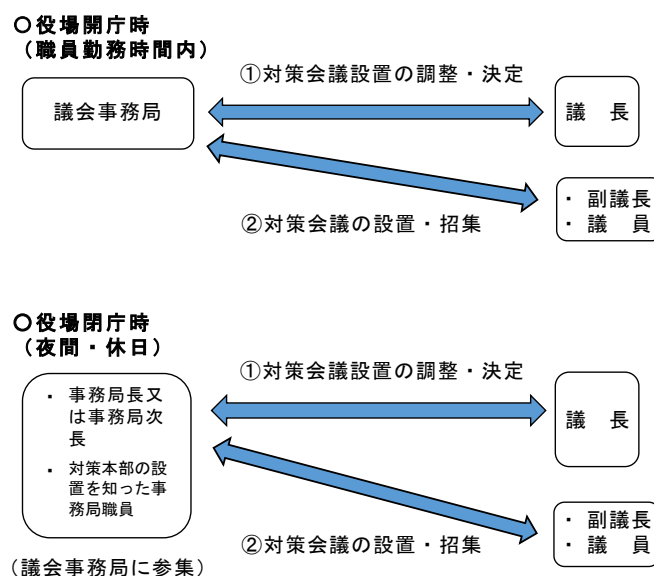 〇役場開庁時
（職員勤務時間内）
①対策会議設置の調整・決定
議会事務局
議　長
・ 副議長
・ 議　員
②対策会議の設置・招集
〇役場閉庁時
（夜間・休日）
①対策会議設置の調整・決定
・ 事務局長又
は事務局次
長
・ 対策本部の設
置を知った事
務局職員
議　長
・ 副議長
・ 議　員
②対策会議の設置・招集
（議会事務局に参集）